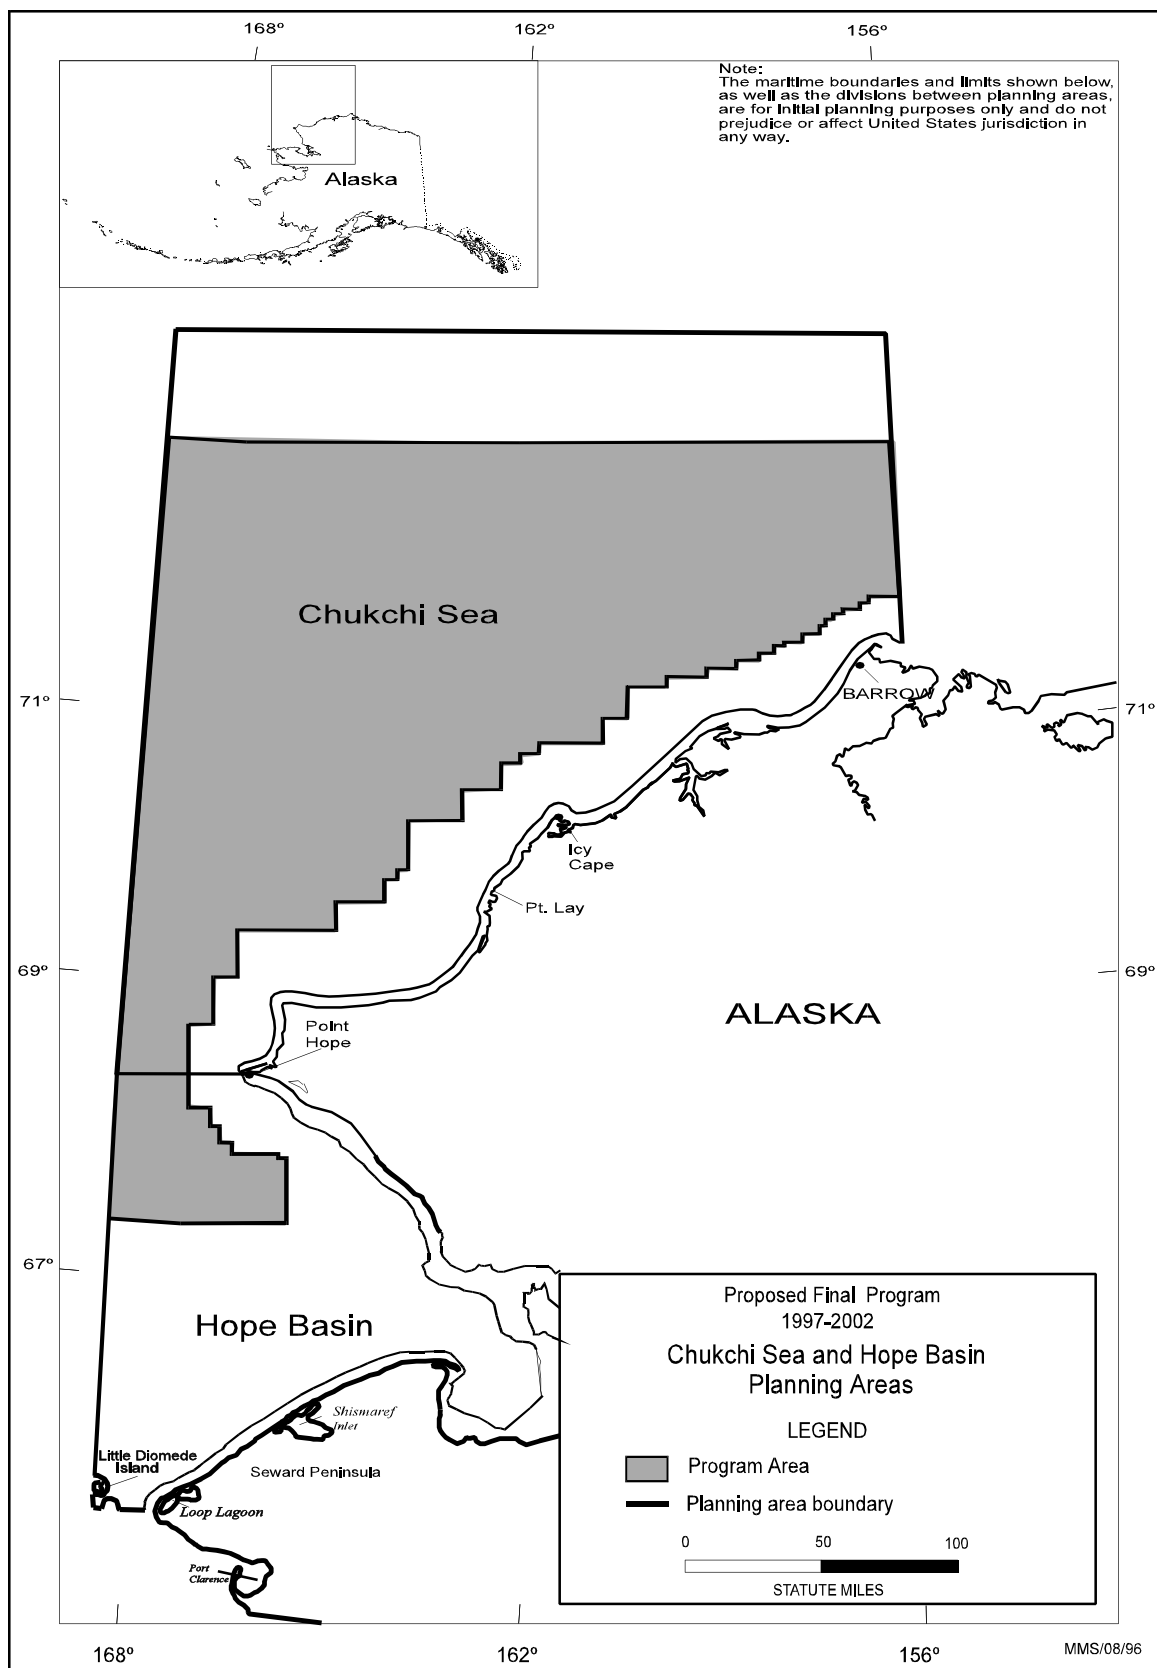 168º 162º 156º
Note:
The maritime boundaries and limits shown below,
as well as the divisions between planning areas,
are for initial planning purposes only and do not
prejudice or affect United States jurisdiction in
any way.
Alaska
Chukchi Sea
BARROW
71º 71º
Icy
Cape
Pt. Lay
69º 69º
ALASKA
Point
Hope
67º
Hope Basin
Proposed Final Program
1997-2002
Chukchi Sea and Hope Basin
Planning Areas
LEGEND
Program Area
Planning area boundary
0 50 100
STATUTE MILES
Shismaref
Inlet
Little Diomede
Island
Seward Peninsula
Loop Lagoon
Port
Clarence
168º 162º 156º
MMS/08/96